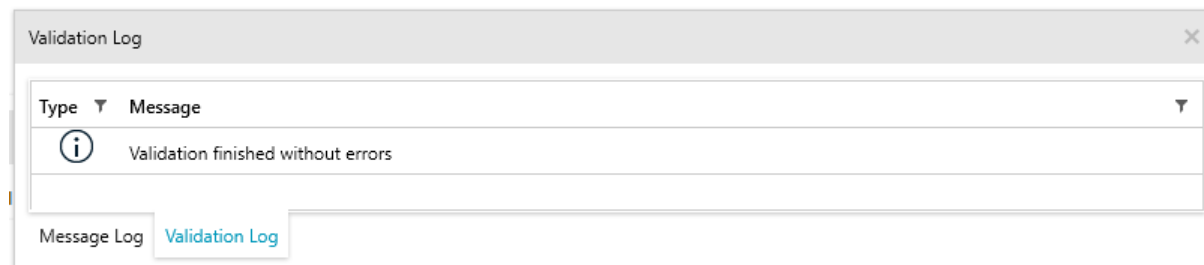 Validation Log
Type Message
Validation finished without errors
Message Log Validation Log